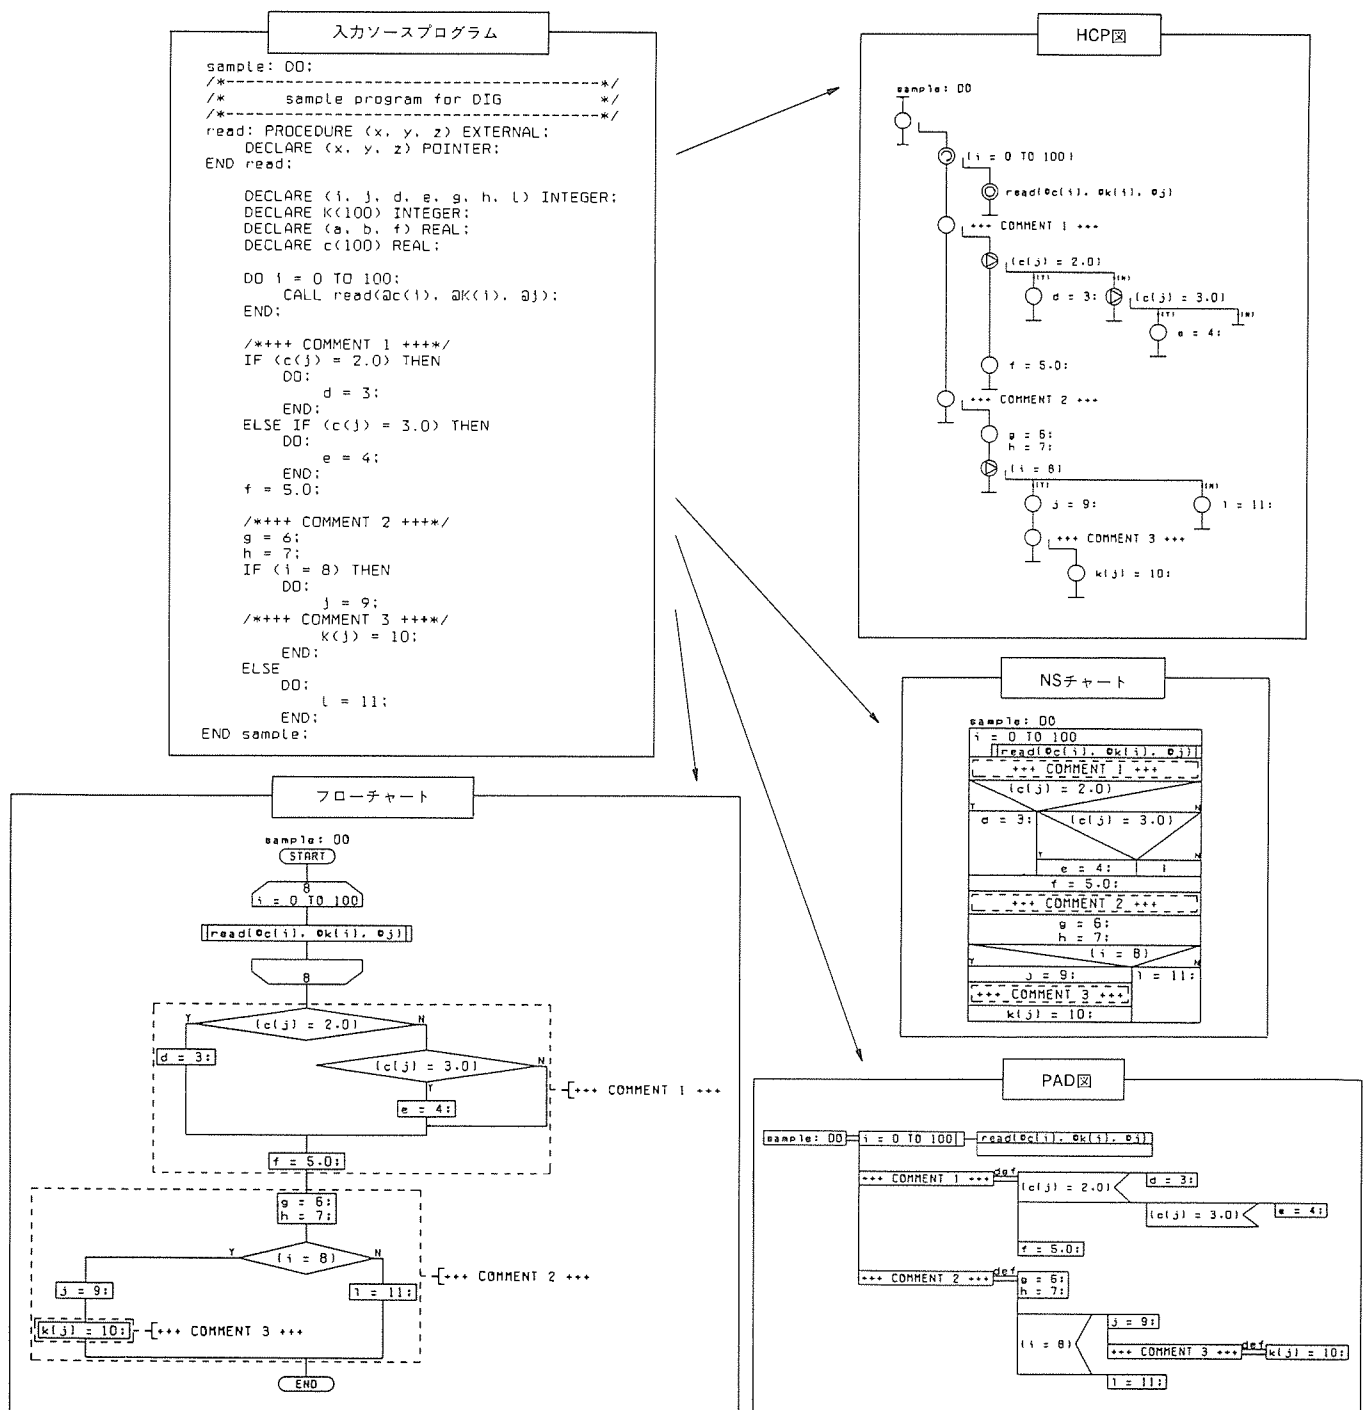 入力ソースプログラム
sample: DO;
/*---------------------------------------*/
/* sample program for DIG */
/*---------------------------------------*/
read: PROCEDURE (x, y, z) EXTERNAL;
DECLARE (x, y, z) POINTER;
END read;
DECLARE (i, j, d, e, g, h, l) INTEGER;
DECLARE K(100) INTEGER;
DECLARE (a, b, f) REAL;
DECLARE c(100) REAL;
DO i = 0 TO 100;
CALL read(@c(i), @K(i), @j);
END;
/*+++ COMMENT 1 +++*/
IF (c(j) = 2.0) THEN
DO;
d = 3;
END;
ELSE IF (c(j) = 3.0) THEN
DO;
e = 4;
END;
f = 5.0;
/*+++ COMMENT 2 +++*/
g = 6;
h = 7;
IF (i = 8) THEN
DO;
j = 9;
/*+++ COMMENT 3 +++*/
K(j) = 10;
END;
ELSE
DO;
l = 11;
END;
END sample;
HCP図
sample: DO
(i = 0 TO 100)
read(@c(i), @k(i), @j)
+++ COMMENT 1 +++
(c(j) = 2.0)
(Y) (N)
d = 3; (c(j) = 3.0)
(Y) (N)
e = 4;
f = 5.0;
+++ COMMENT 2 +++
g = 6;
h = 7;
(i = 8)
(Y) (N)
j = 9; l = 11;
+++ COMMENT 3 +++
k(j) = 10;
NSチャート
sample: DO
i = 0 TO 100
read(@c(i), @k(i), @j)
+++ COMMENT 1 +++
(c(j) = 2.0)
Y N
d = 3; (c(j) = 3.0)
Y N
e = 4;
f = 5.0;
+++ COMMENT 2 +++
g = 6;
h = 7;
(i = 8)
Y N
j = 9; l = 11;
+++ COMMENT 3 +++
k(j) = 10;
フローチャート
sample: DO
START
8
i = 0 TO 100
read(@c(i), @k(i), @j)
8
Y (c(j) = 2.0) N
d = 3; (c(j) = 3.0) N
Y
e = 4;
+++ COMMENT 1 +++
f = 5.0;
g = 6;
h = 7;
Y (i = 8) N
+++ COMMENT 2 +++
j = 9; l = 11;
k(j) = 10; +++ COMMENT 3 +++
END
PAD図
sample: DO i = 0 TO 100 read(@c(i), @k(i), @j)
+++ COMMENT 1 +++ def (c(j) = 2.0) d = 3;
(c(j) = 3.0) e = 4;
f = 5.0;
+++ COMMENT 2 +++ def g = 6;
h = 7;
j = 9;
(i = 8) +++ COMMENT 3 +++ def k(j) = 10;
l = 11;